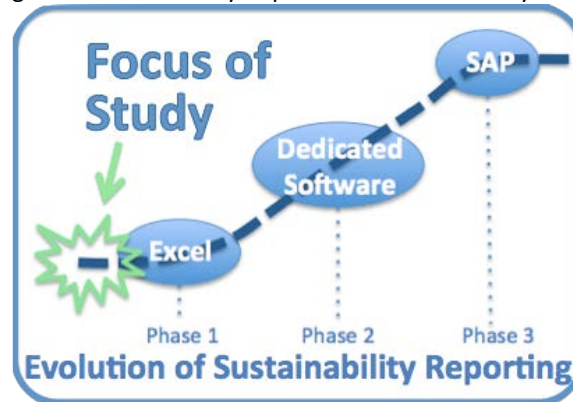 Focus of
Study
SAP
Dedicated
Software
Excel
Phase 1
Phase 2
Phase 3
Evolution of Sustainability Reporting